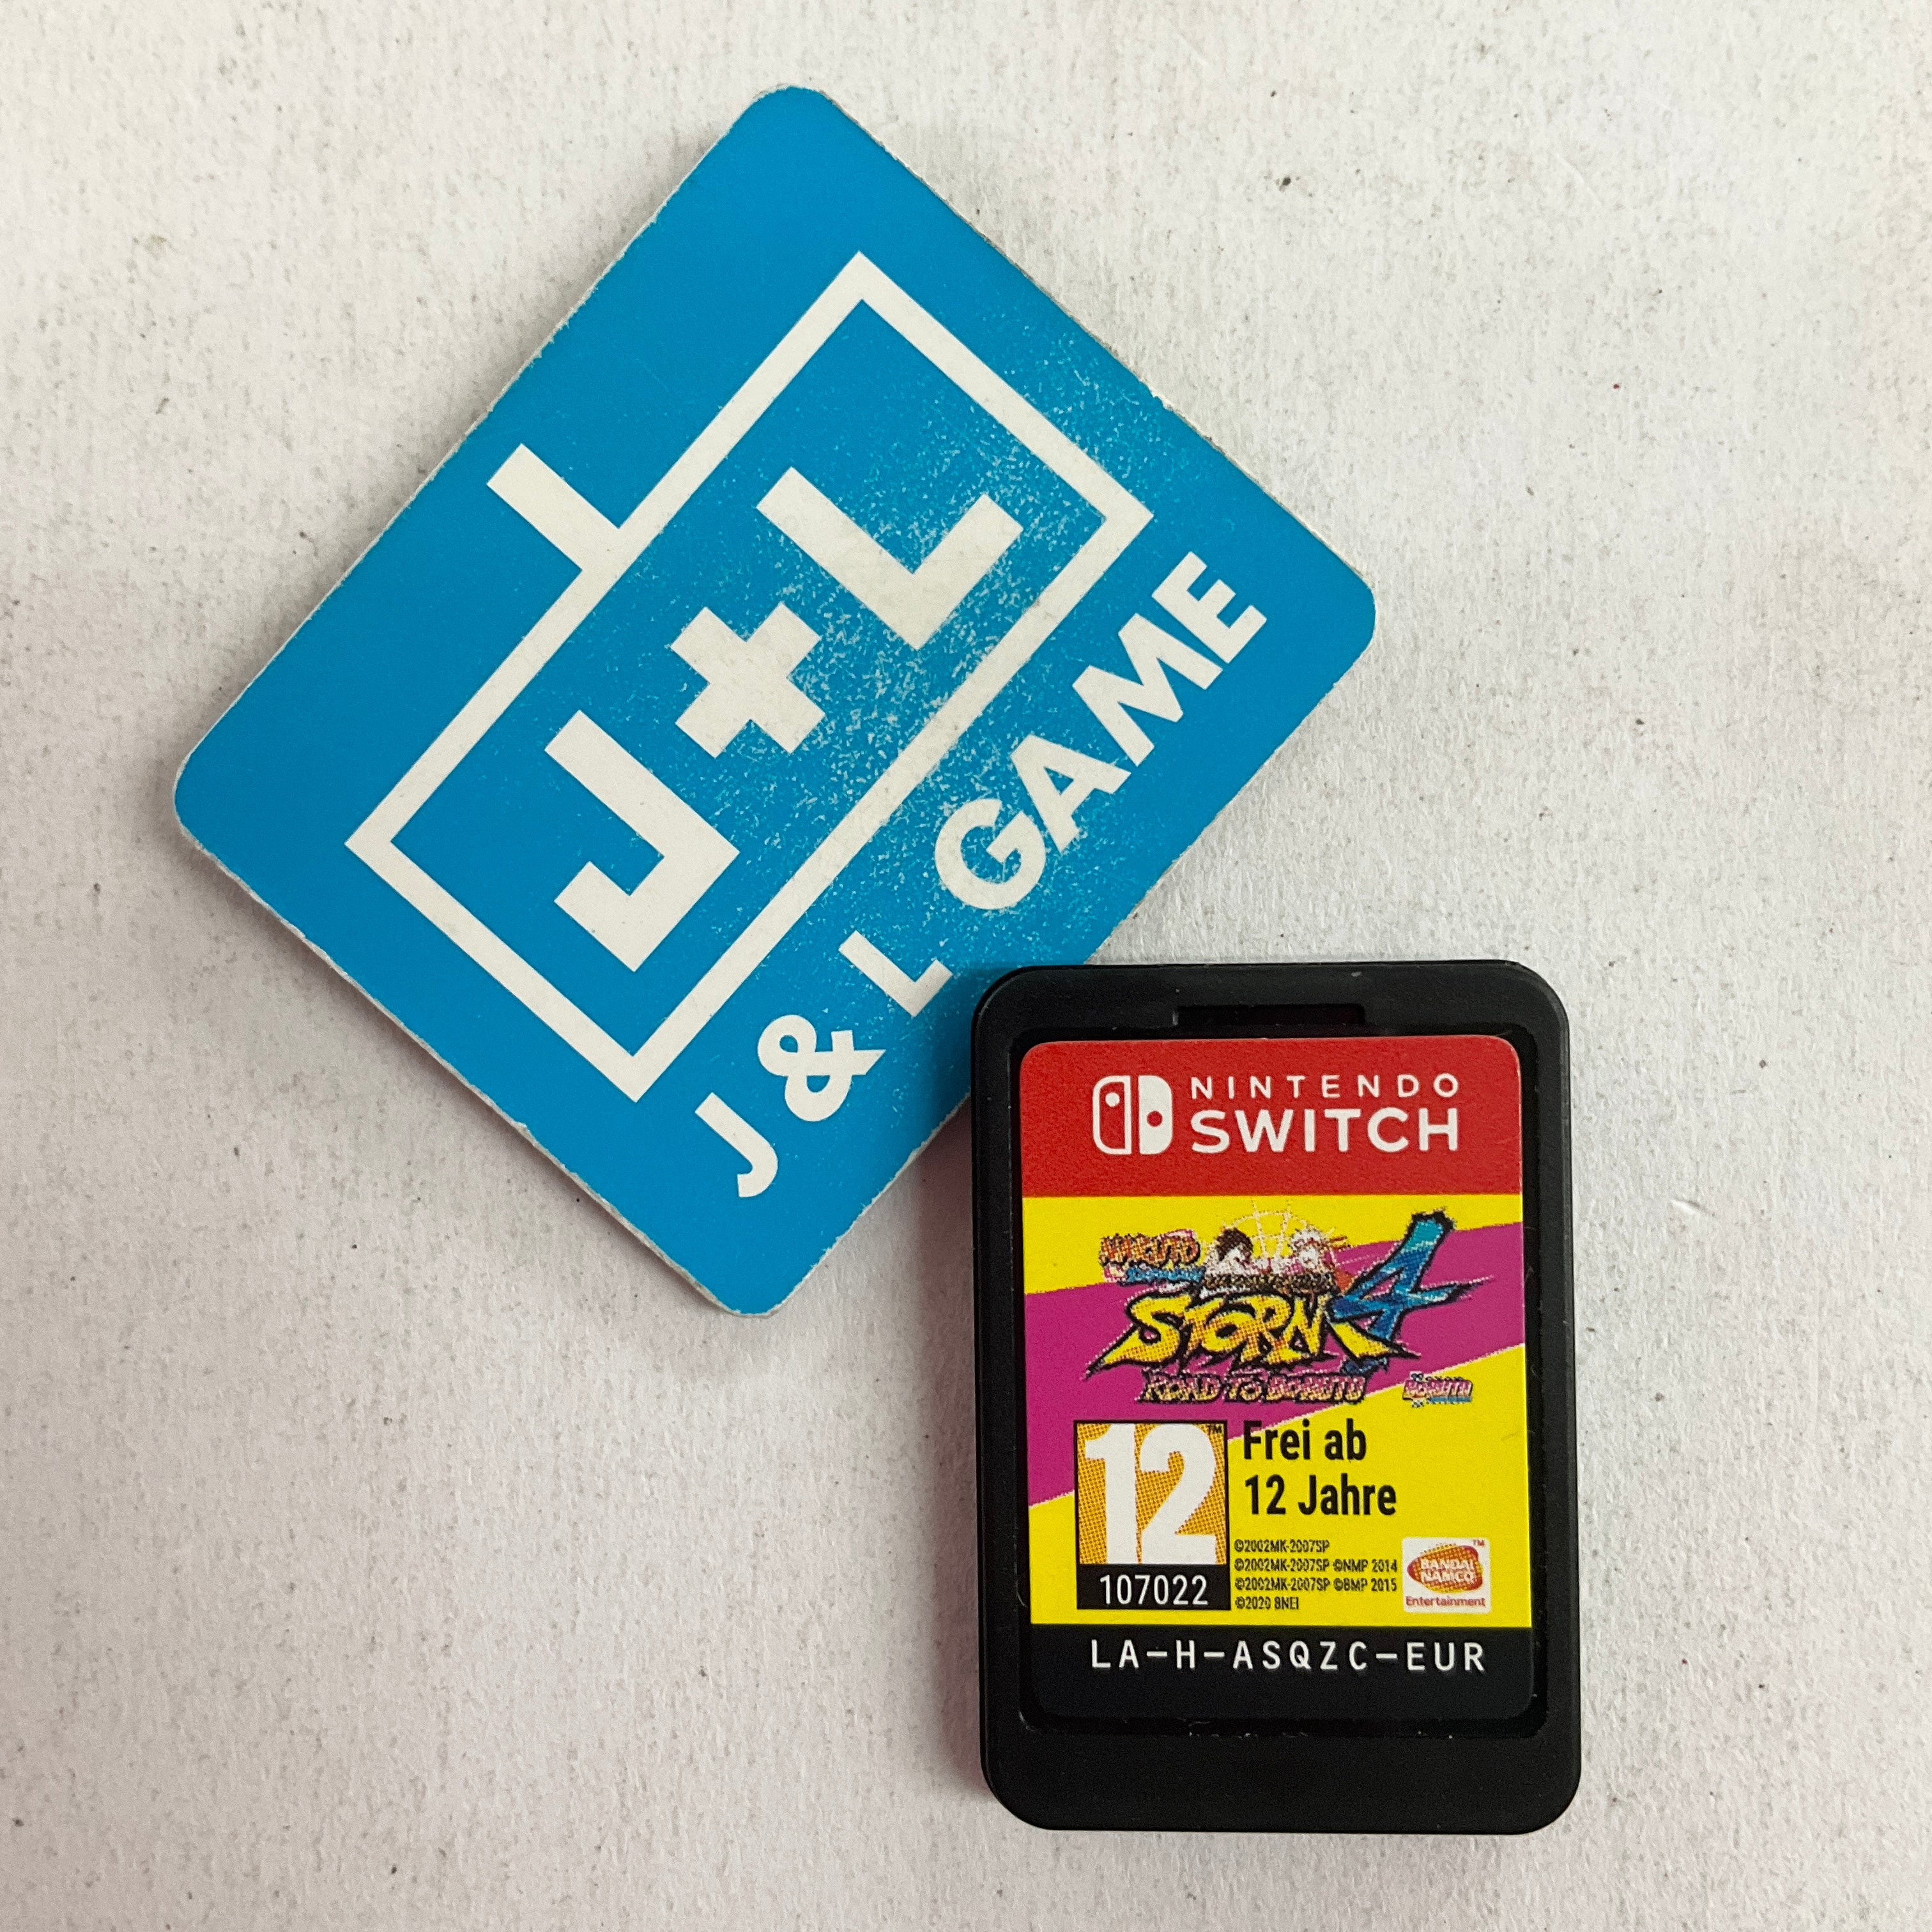 J+L
J & L GAME
NINTENDO
SWITCH
NARUTO
STORM 4
ROAD TO BORUTO
BORUTO
12
Frei ab
12 Jahre
107022
©2002MK-2007SP
©2002MK-2007SP ©NMP 2014
©2002MK-2007SP ©BMP 2015
©2020 BNEI
BANDAI
NAMCO
Entertainment
LA-H-ASQZC-EUR